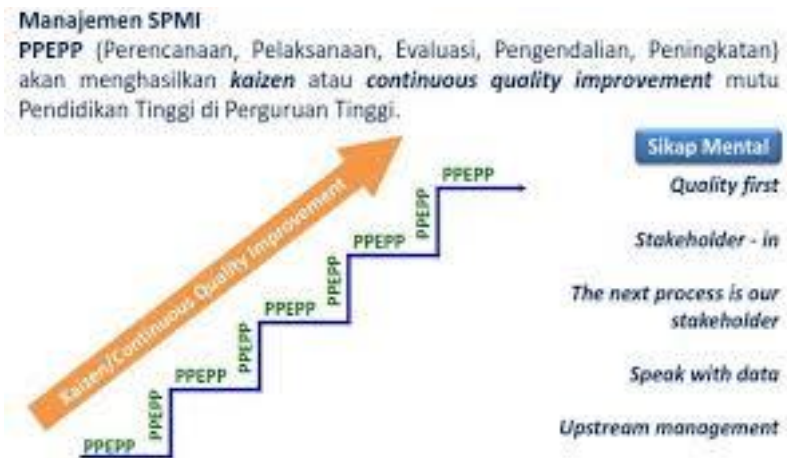 Manajemen SPMI
PPEPP (Perencanaan, Pelaksanaan, Evaluasi, Pengendalian, Peningkatan)
akan menghasilkan kaizen atau continuous quality improvement mutu
Pendidikan Tinggi di Perguruan Tinggi.
Sikap Mental
Quality first
Stakeholder - in
The next process is our
stakeholder
Speak with data
Upstream management
Kaizen/Continuous Quality Improvement
PPEPP
PPEPP
PPEPP
PPEPP
PPEPP
PPEPP
PPEPP
PPEPP
PPEPP